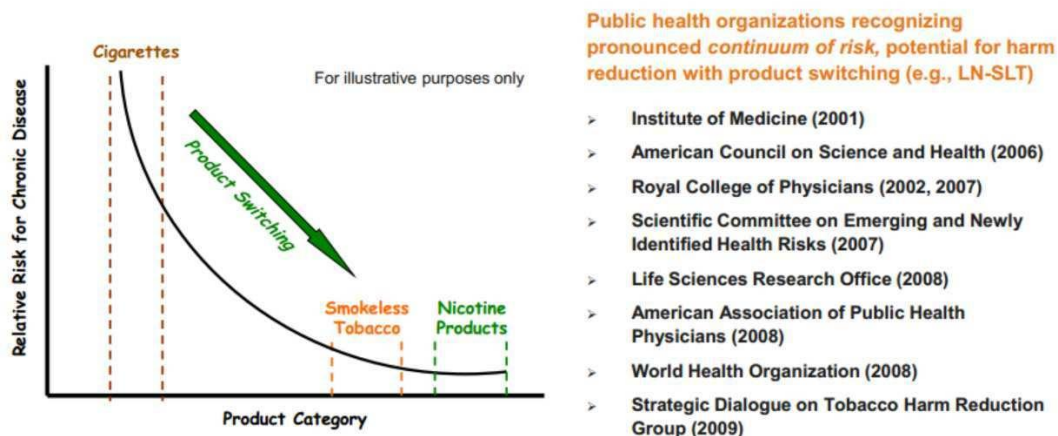 Cigarettes
For illustrative purposes only
Product Switching
Smokeless
Tobacco
Nicotine
Products
Relative Risk for Chronic Disease
Product Category
Public health organizations recognizing
pronounced continuum of risk, potential for harm
reduction with product switching (e.g., LN-SLT)
➢ Institute of Medicine (2001)
➢ American Council on Science and Health (2006)
➢ Royal College of Physicians (2002, 2007)
➢ Scientific Committee on Emerging and Newly
Identified Health Risks (2007)
➢ Life Sciences Research Office (2008)
➢ American Association of Public Health
Physicians (2008)
➢ World Health Organization (2008)
➢ Strategic Dialogue on Tobacco Harm Reduction
Group (2009)